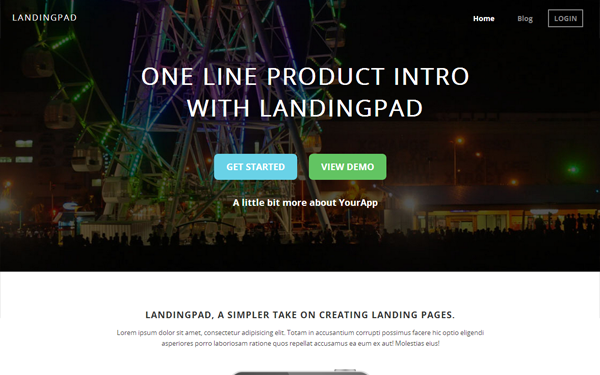 LANDINGPAD
Home Blog LOGIN
ONE LINE PRODUCT INTRO
WITH LANDINGPAD
GET STARTED VIEW DEMO
A little bit more about YourApp
LANDINGPAD, A SIMPLER TAKE ON CREATING LANDING PAGES.
Lorem ipsum dolor sit amet, consectetur adipisicing elit. Totam in accusantium corrupti possimus facere hic optio eligendi
asperiores porro laboriosam ratione quos repellat accusamus ea eum ex aut! Molestias eius!